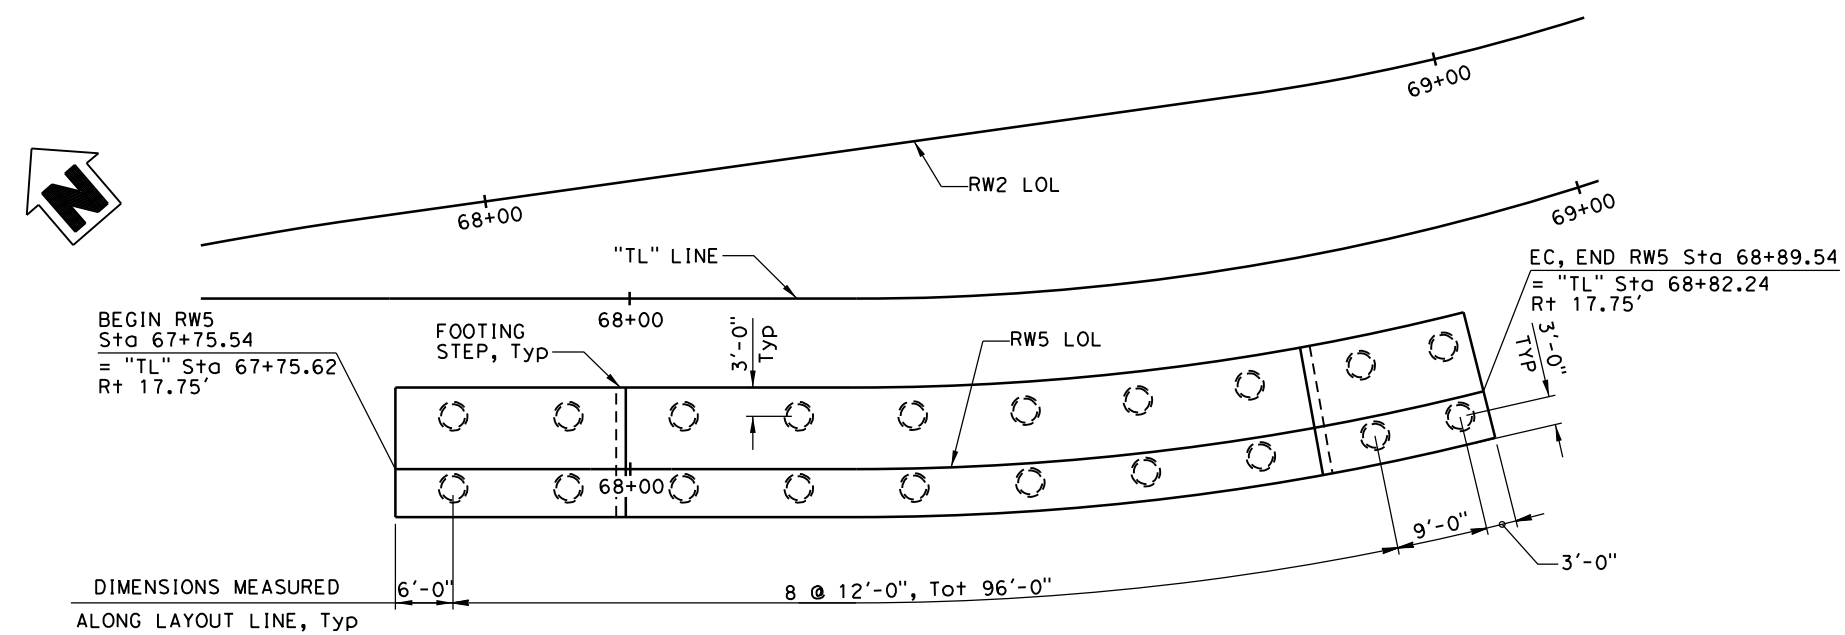 69+00
RW2 LOL
N
68+00
69+00
"TL" LINE
EC, END RW5 Sta 68+89.54
= "TL" Sta 68+82.24
Rt 17.75'
BEGIN RW5
Sta 67+75.54
= "TL" Sta 67+75.62
Rt 17.75'
68+00
FOOTING
STEP, Typ
3'-0"
Typ
RW5 LOL
3'-0"
TYP
68+00
9'-0"
3'-0"
DIMENSIONS MEASURED
ALONG LAYOUT LINE, Typ
6'-0"
8 @ 12'-0", Tot 96'-0"